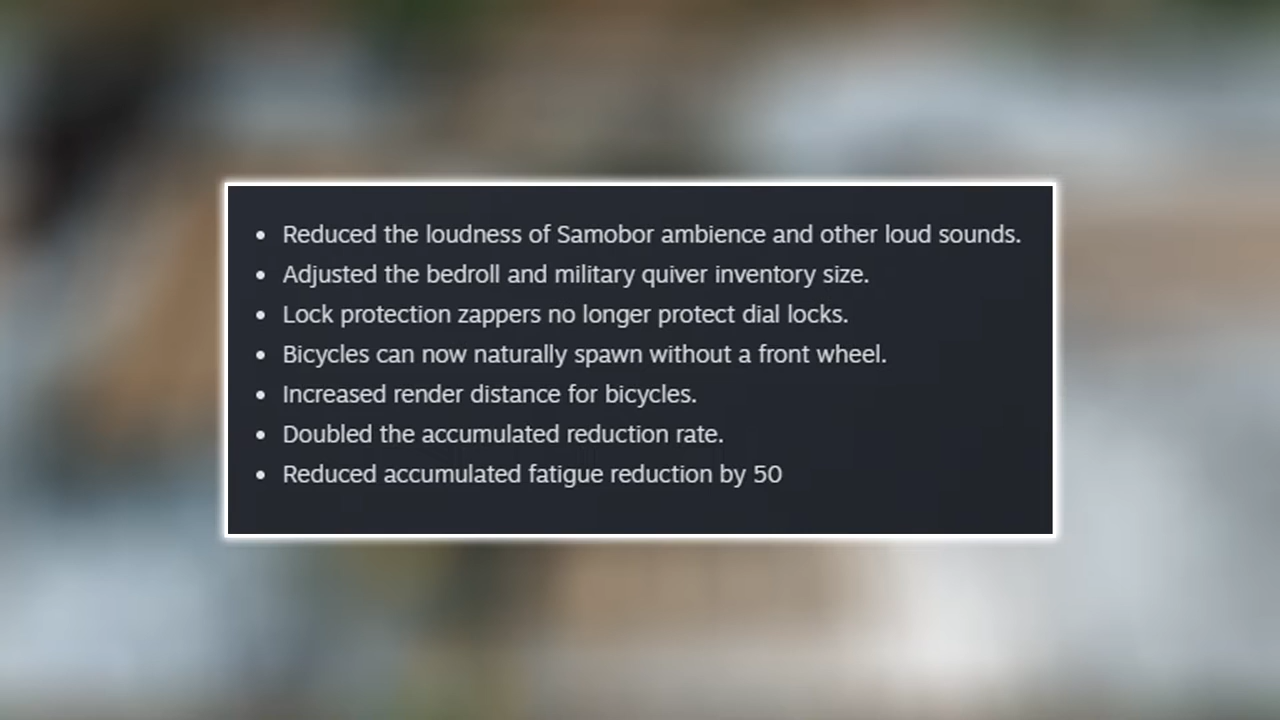 • Reduced the loudness of Samobor ambience and other loud sounds.
• Adjusted the bedroll and military quiver inventory size.
• Lock protection zappers no longer protect dial locks.
• Bicycles can now naturally spawn without a front wheel.
• Increased render distance for bicycles.
• Doubled the accumulated reduction rate.
• Reduced accumulated fatigue reduction by 50